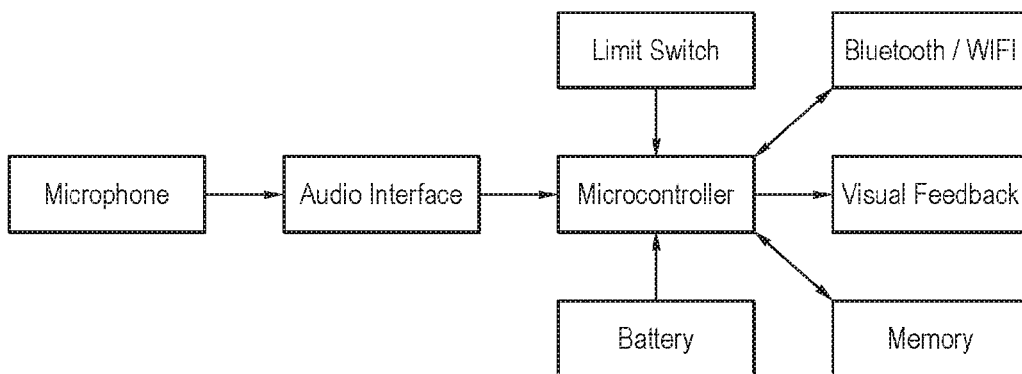 Limit Switch
Bluetooth / WIFI
Microphone
Audio Interface
Microcontroller
Visual Feedback
Battery
Memory